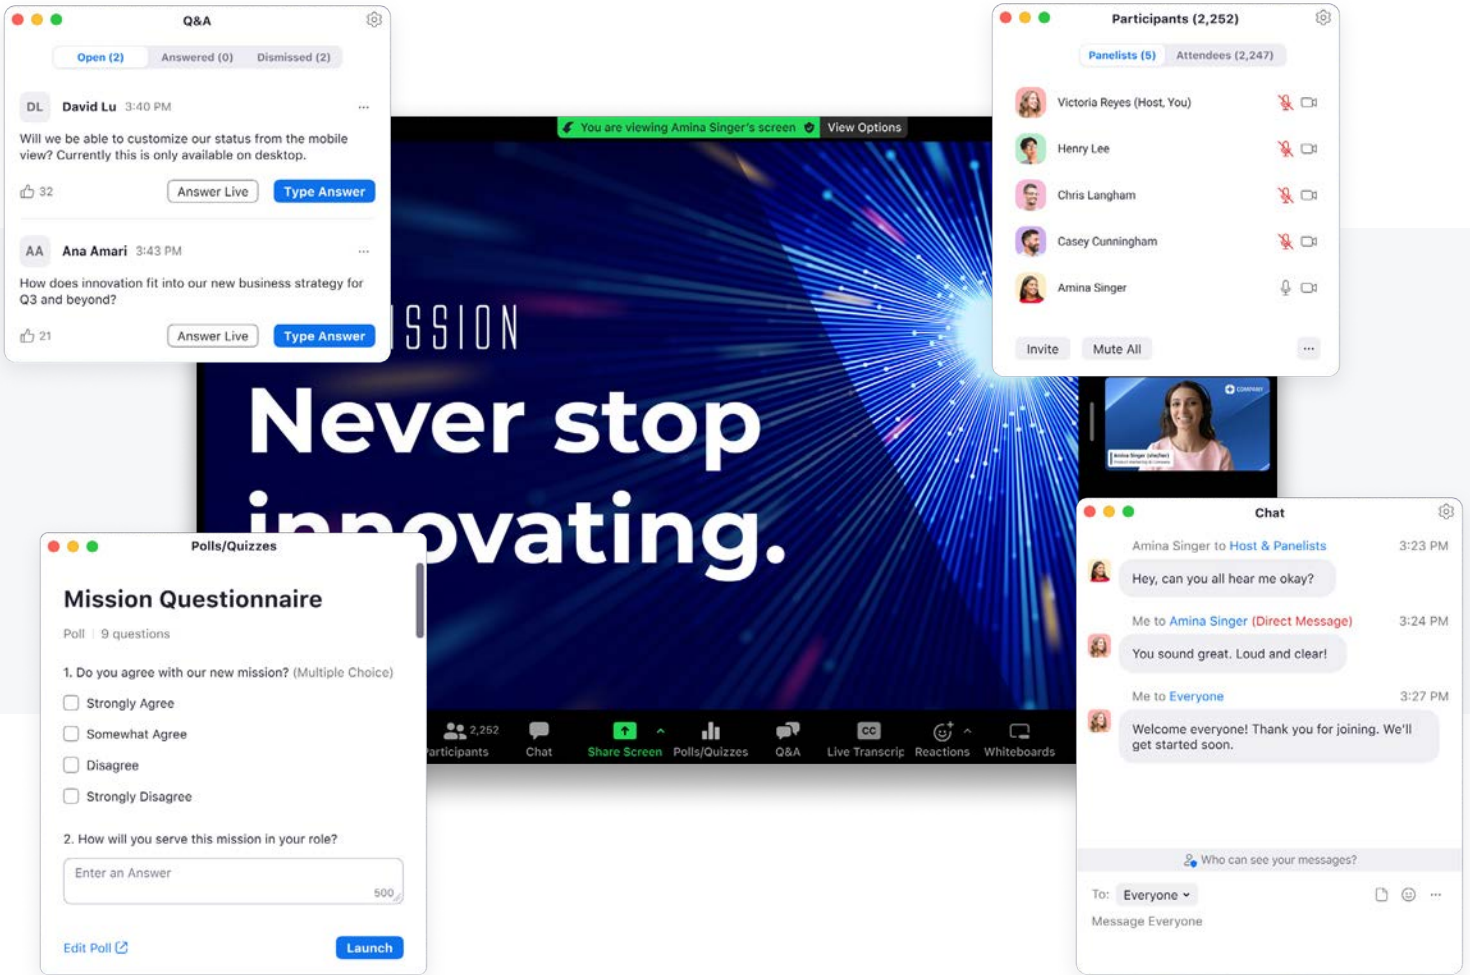 Q&A
Open (2) Answered (0) Dismissed (2)
DL David Lu 3:40 PM
Will we be able to customize our status from the mobile
view? Currently this is only available on desktop.
32 Answer Live Type Answer
AA Ana Amari 3:43 PM
How does innovation fit into our new business strategy for
Q3 and beyond?
21 Answer Live Type Answer
You are viewing Amina Singer's screen View Options
ISSION
Never stop
innovating.
Participants (2,252)
Panelists (5) Attendees (2,247)
Victoria Reyes (Host, You)
Henry Lee
Chris Langham
Casey Cunningham
Amina Singer
Invite Mute All
COMPANY
Amina Singer (she/her)
Polls/Quizzes
Mission Questionnaire
Poll 9 questions
1. Do you agree with our new mission? (Multiple Choice)
Strongly Agree
Somewhat Agree
Disagree
Strongly Disagree
2. How will you serve this mission in your role?
Enter an Answer
500
Edit Poll Launch
2,252
articipants Chat Share Screen Polls/Quizzes Q&A CC Live Transcrip Reactions Whiteboards
Chat
Amina Singer to Host & Panelists 3:23 PM
Hey, can you all hear me okay?
Me to Amina Singer (Direct Message) 3:24 PM
You sound great. Loud and clear!
Me to Everyone 3:27 PM
Welcome everyone! Thank you for joining. We'll
get started soon.
Who can see your messages?
To: Everyone
Message Everyone